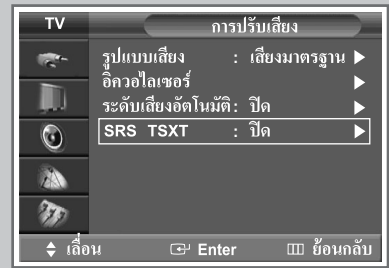 TV
การปรับเสียง
รูปแบบเสียง : เสียงมาตรฐาน
อีควอไลเซอร์
ระดับเสียงอัตโนมัติ : ปิด
SRS TSXT : ปิด
เลื่อน Enter ย้อนกลับ